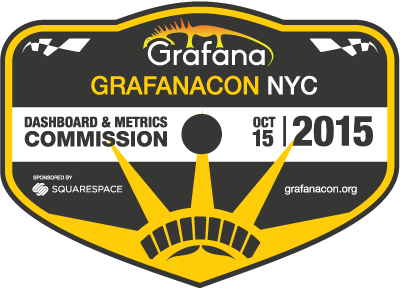 Grafana
GRAFANACON NYC
DASHBOARD & METRICS
COMMISSION
OCT
15
2015
SPONSORED BY
SQUARESPACE
grafanacon.org